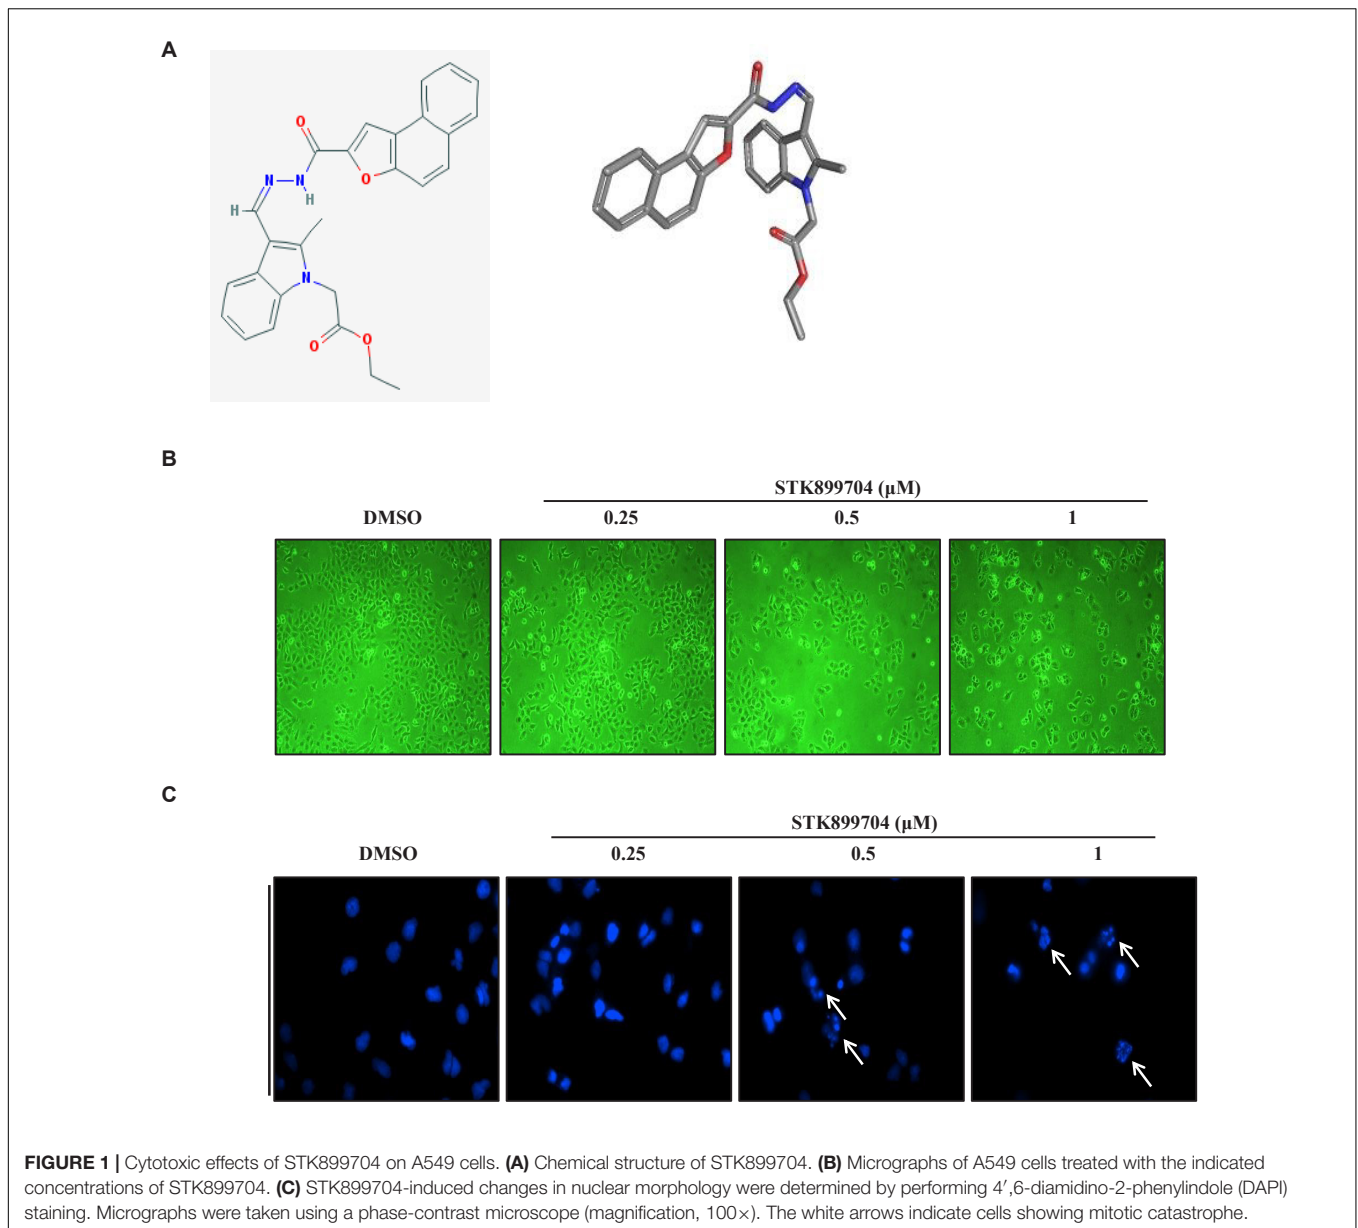 A
O
O
N
N
H
H
N
O
O
B
STK899704 (µM)
DMSO
0.25
0.5
1
C
STK899704 (µM)
DMSO
0.25
0.5
1
FIGURE 1 | Cytotoxic effects of STK899704 on A549 cells. (A) Chemical structure of STK899704. (B) Micrographs of A549 cells treated with the indicated
concentrations of STK899704. (C) STK899704-induced changes in nuclear morphology were determined by performing 4′,6-diamidino-2-phenylindole (DAPI)
staining. Micrographs were taken using a phase-contrast microscope (magnification, 100×). The white arrows indicate cells showing mitotic catastrophe.